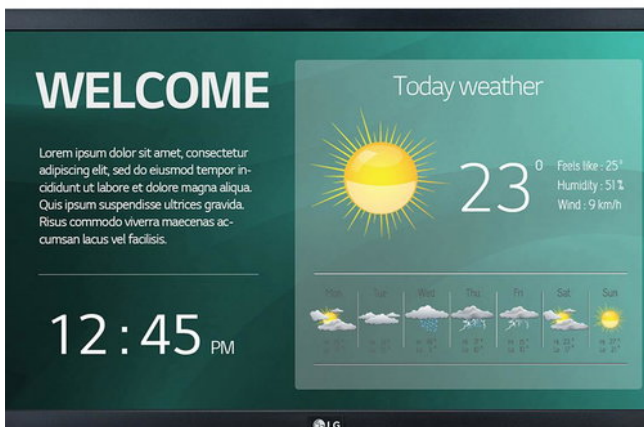 WELCOME
Lorem ipsum dolor sit amet, consectetur
adipiscing elit, sed do eiusmod tempor in-
cididunt ut labore et dolore magna aliqua.
Quis ipsum suspendisse ultrices gravida.
Risus commodo viverra maecenas ac-
cumsan lacus vel facilisis.
12 : 45 PM
Today weather
23°
Feels like : 25°
Humidity : 51 %
Wind : 9 km/h
Mon Tue Wed Thu Fri Sat Sun
LG